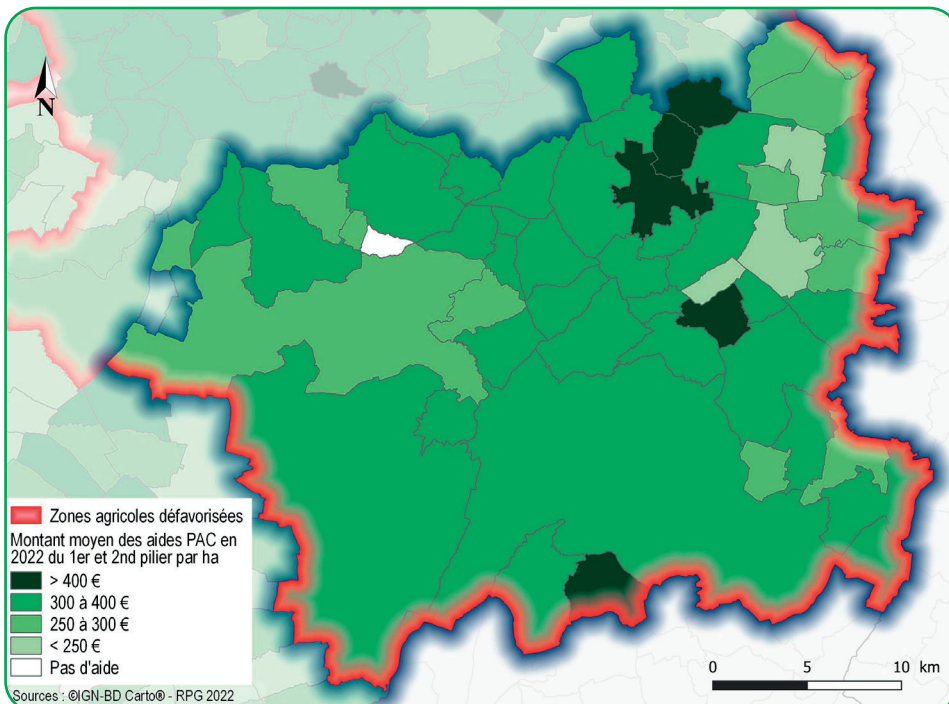 N
Zones agricoles défavorisées
Montant moyen des aides PAC en
2022 du 1er et 2nd pilier par ha
> 400 €
300 à 400 €
250 à 300 €
< 250 €
Pas d'aide
0 5 10 km
Sources : ©IGN-BD Carto® - RPG 2022